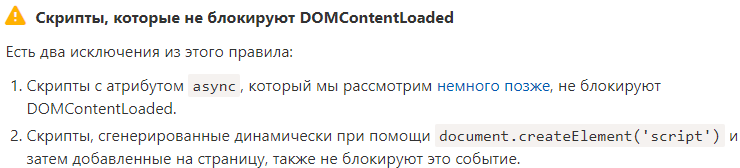 Скрипты, которые не блокируют DOMContentLoaded
Есть два исключения из этого правила:
1. Скрипты с атрибутом async, который мы рассмотрим немного позже, не блокируют
DOMContentLoaded.
2. Скрипты, сгенерированные динамически при помощи document.createElement('script') и
затем добавленные на страницу, также не блокируют это событие.